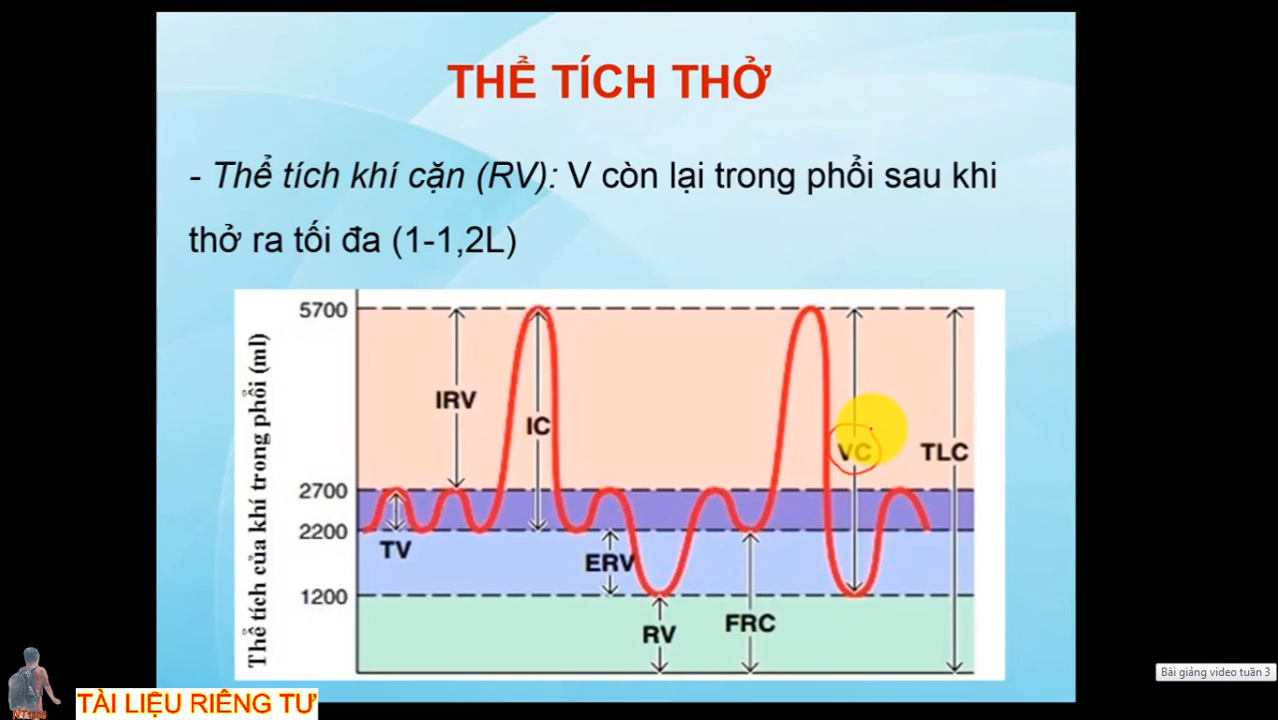 THỂ TÍCH THỞ
- Thể tích khí cặn (RV): V còn lại trong phổi sau khi
thở ra tối đa (1-1,2L)
Thể tích của khí trong phổi (ml)
5700
2700
2200
1200
IRV
IC
VC
TLC
TV
ERV
RV
FRC
Bài giảng video tuần 3
TÀI LIỆU RIÊNG TƯ